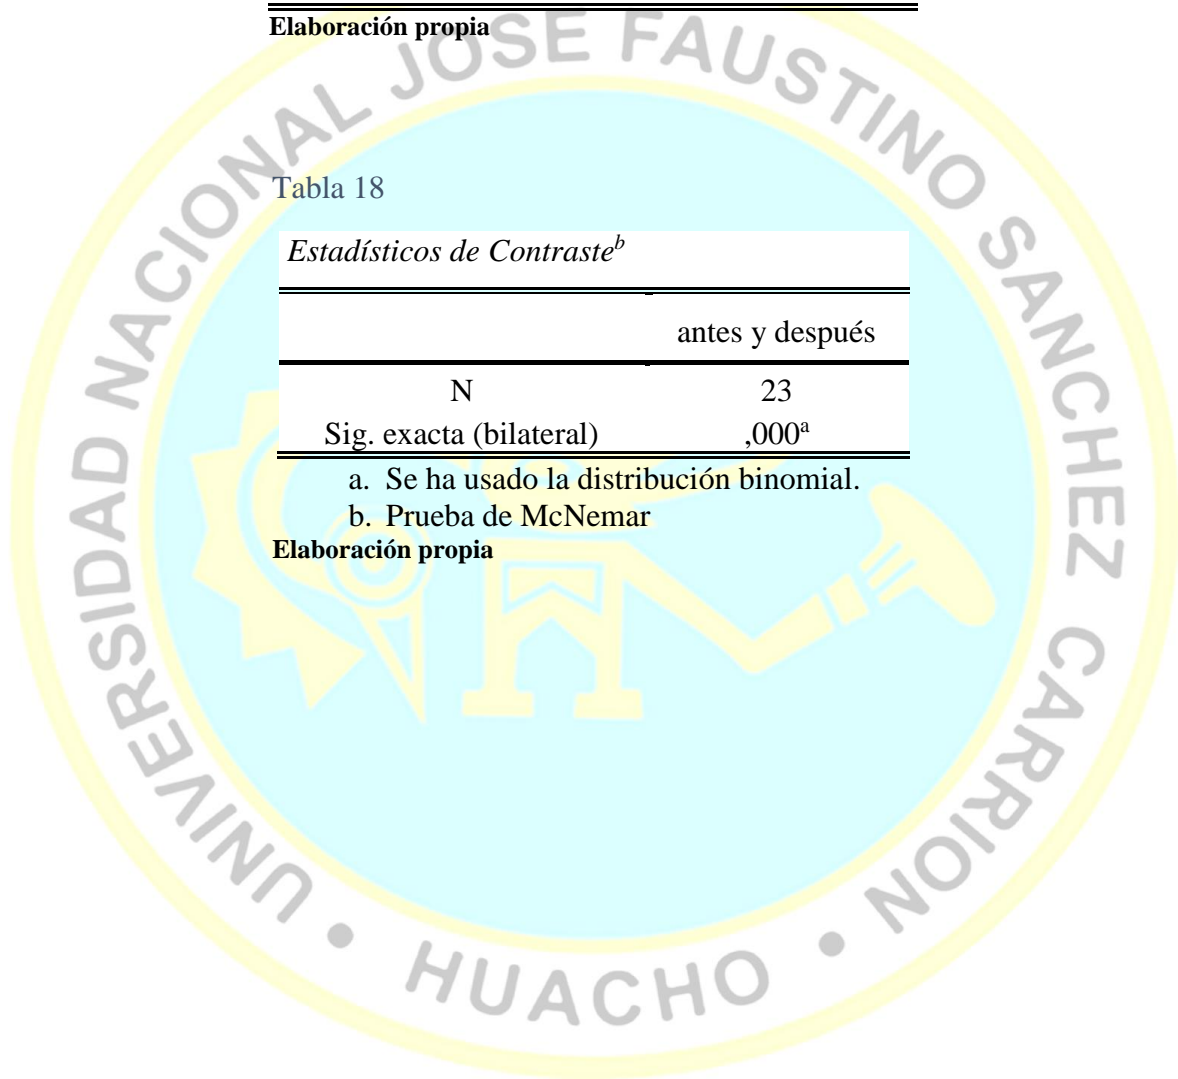 Elaboración propia
UNIVERSIDAD NACIONAL JOSE FAUSTINO SANCHEZ CARRION
Tabla 18
Estadísticos de Contraste^b
antes y después
N 23
Sig. exacta (bilateral) ,000^a
a. Se ha usado la distribución binomial.
b. Prueba de McNemar
Elaboración propia
• HUACHO •